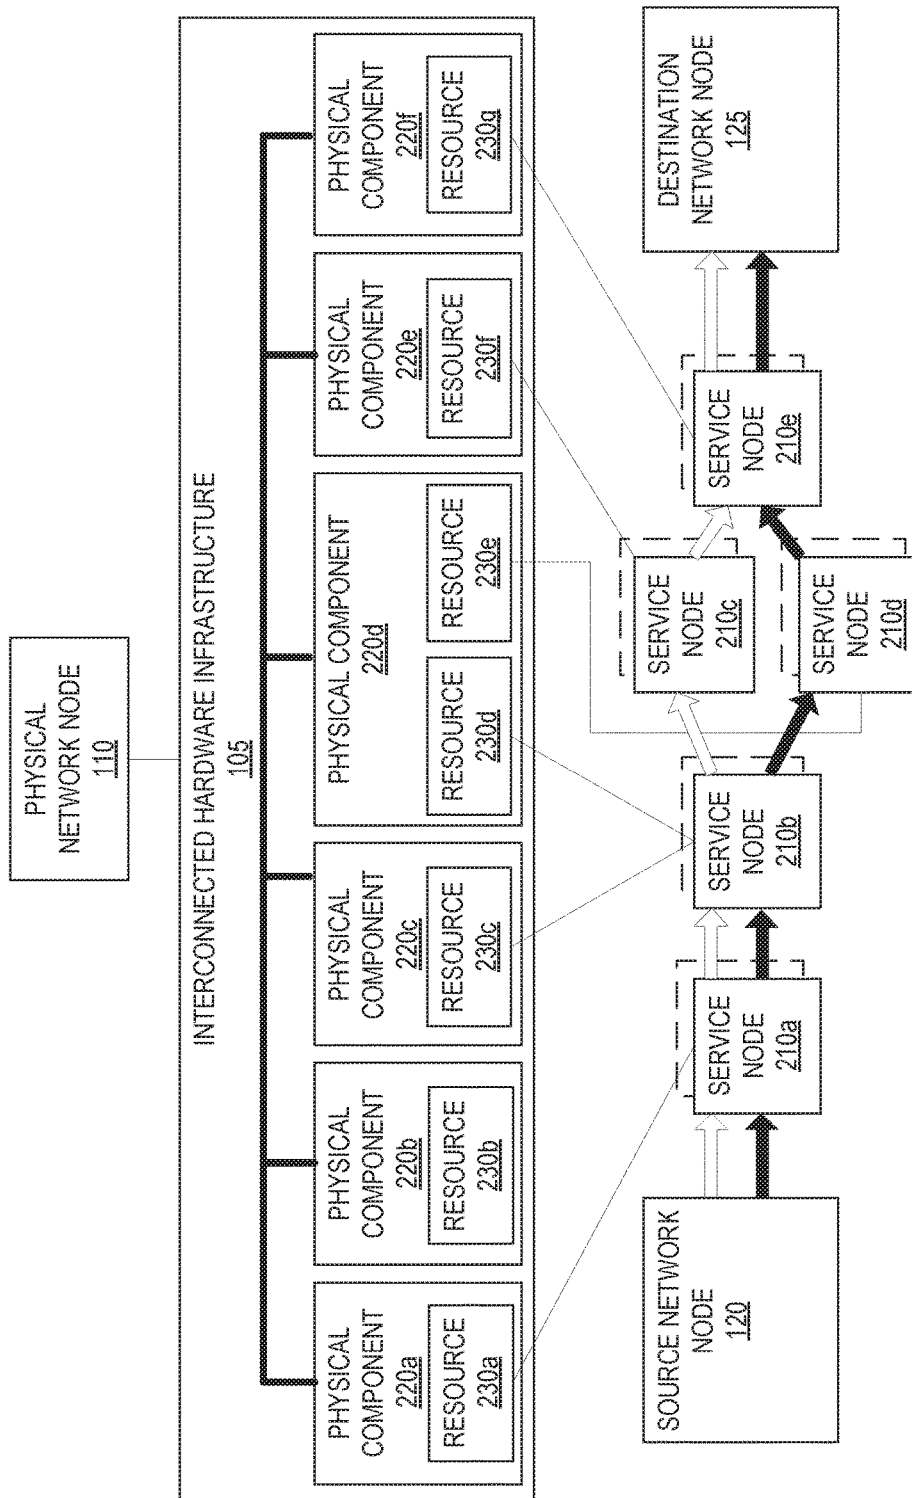 PHYSICAL
NETWORK NODE
110
INTERCONNECTED HARDWARE INFRASTRUCTURE
105
PHYSICAL
COMPONENT
220a
RESOURCE
230a
PHYSICAL
COMPONENT
220b
RESOURCE
230b
PHYSICAL
COMPONENT
220c
RESOURCE
230c
PHYSICAL COMPONENT
220d
RESOURCE
230d
RESOURCE
230e
PHYSICAL
COMPONENT
220e
RESOURCE
230f
PHYSICAL
COMPONENT
220f
RESOURCE
230g
SOURCE NETWORK
NODE
120
SERVICE
NODE
210a
SERVICE
NODE
210b
SERVICE
NODE
210c
SERVICE
NODE
210d
SERVICE
NODE
210e
DESTINATION
NETWORK NODE
125